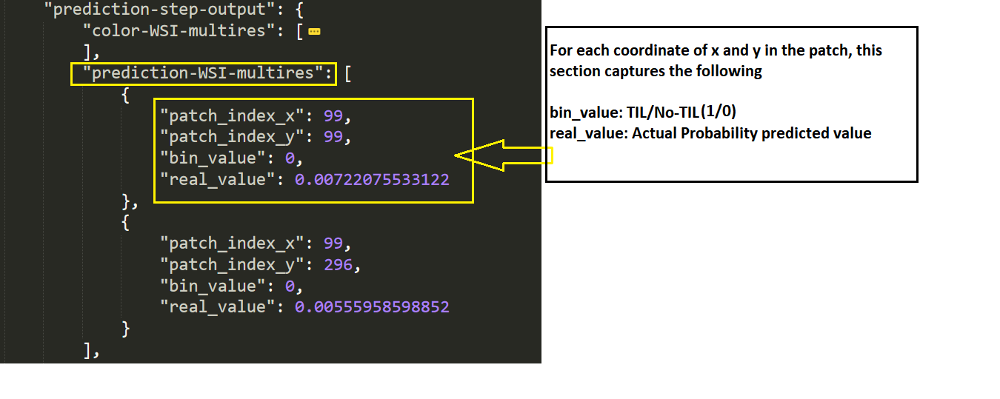 "prediction-step-output": {
"color-WSI-multires": [
],
"prediction-WSI-multires": [
{
"patch_index_x": 99,
"patch_index_y": 99,
"bin_value": 0,
"real_value": 0.00722075533122
},
{
"patch_index_x": 99,
"patch_index_y": 296,
"bin_value": 0,
"real_value": 0.00555958598852
}
],
For each coordinate of x and y in the patch, this
section captures the following
bin_value: TIL/No-TIL(1/0)
real_value: Actual Probability predicted value